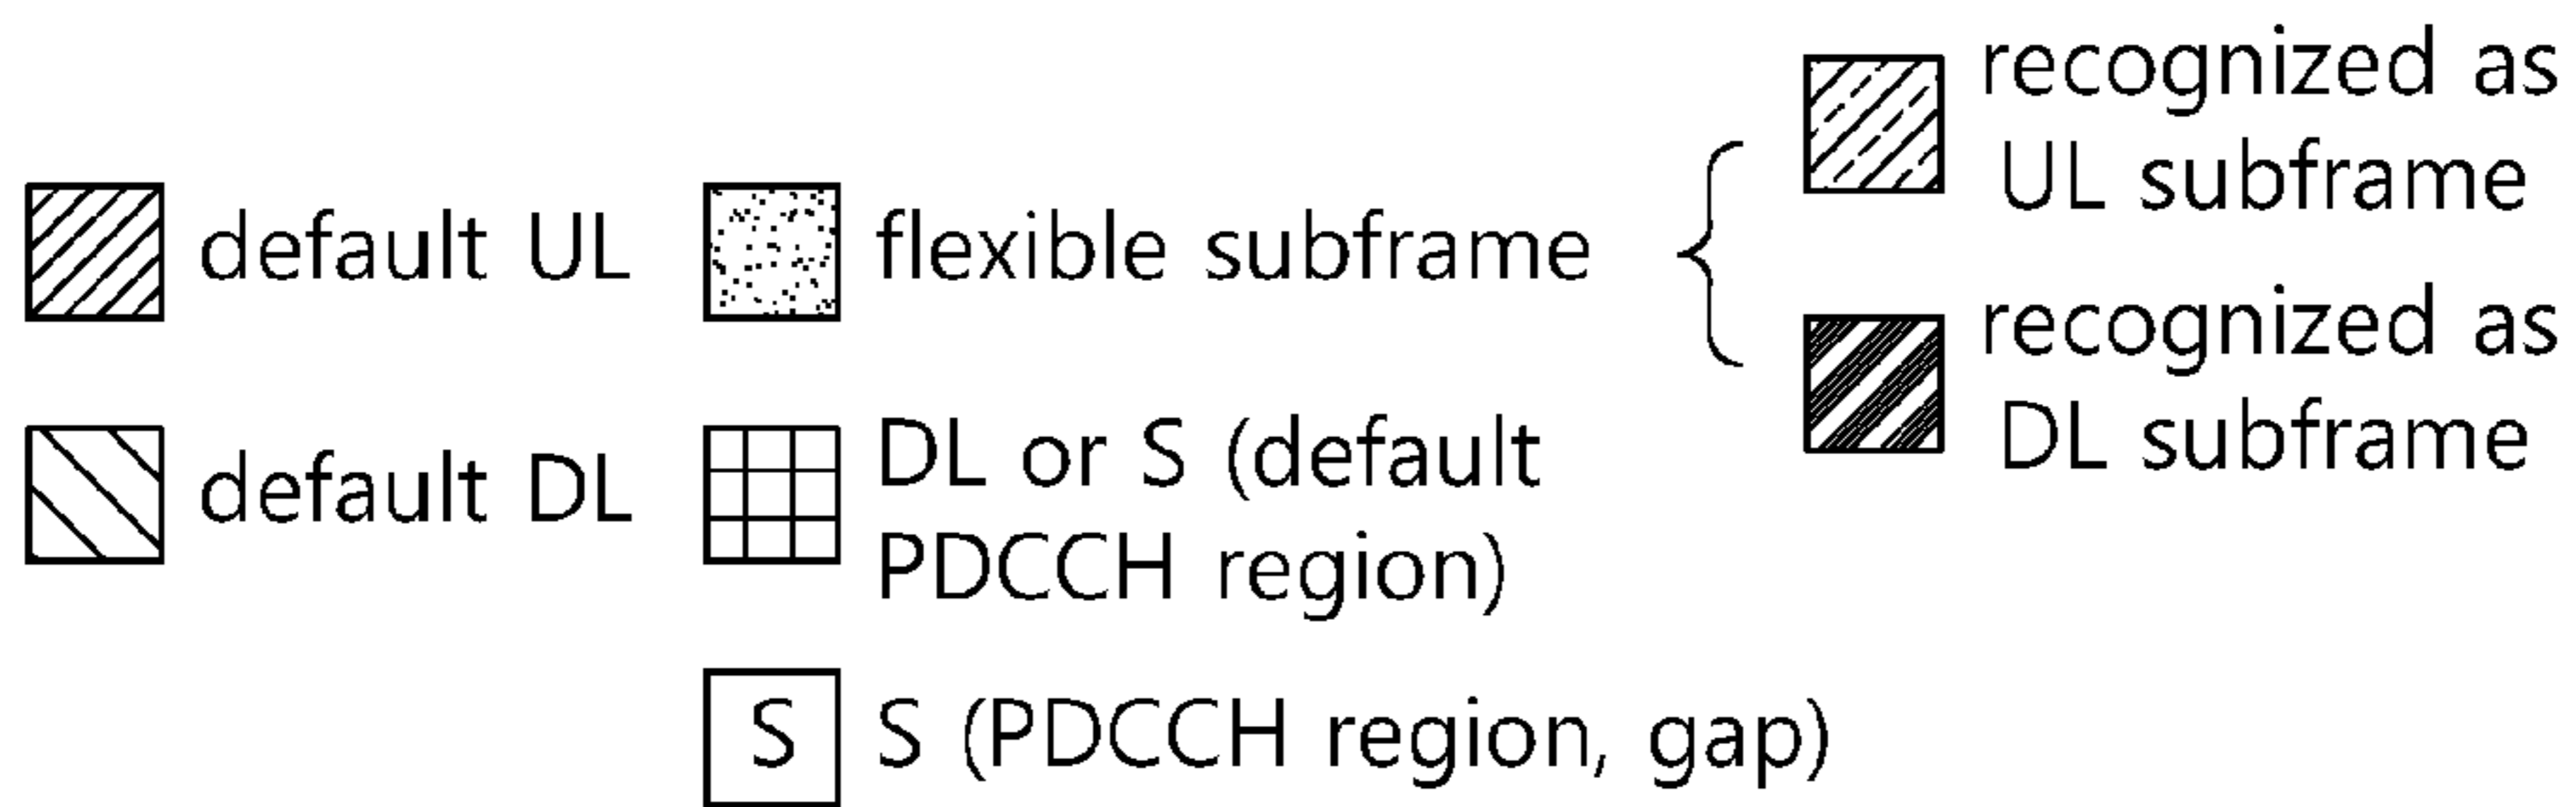 default UL
default DL
flexible subframe
DL or S (default
PDCCH region)
S
S (PDCCH region, gap)
recognized as
UL subframe
recognized as
DL subframe